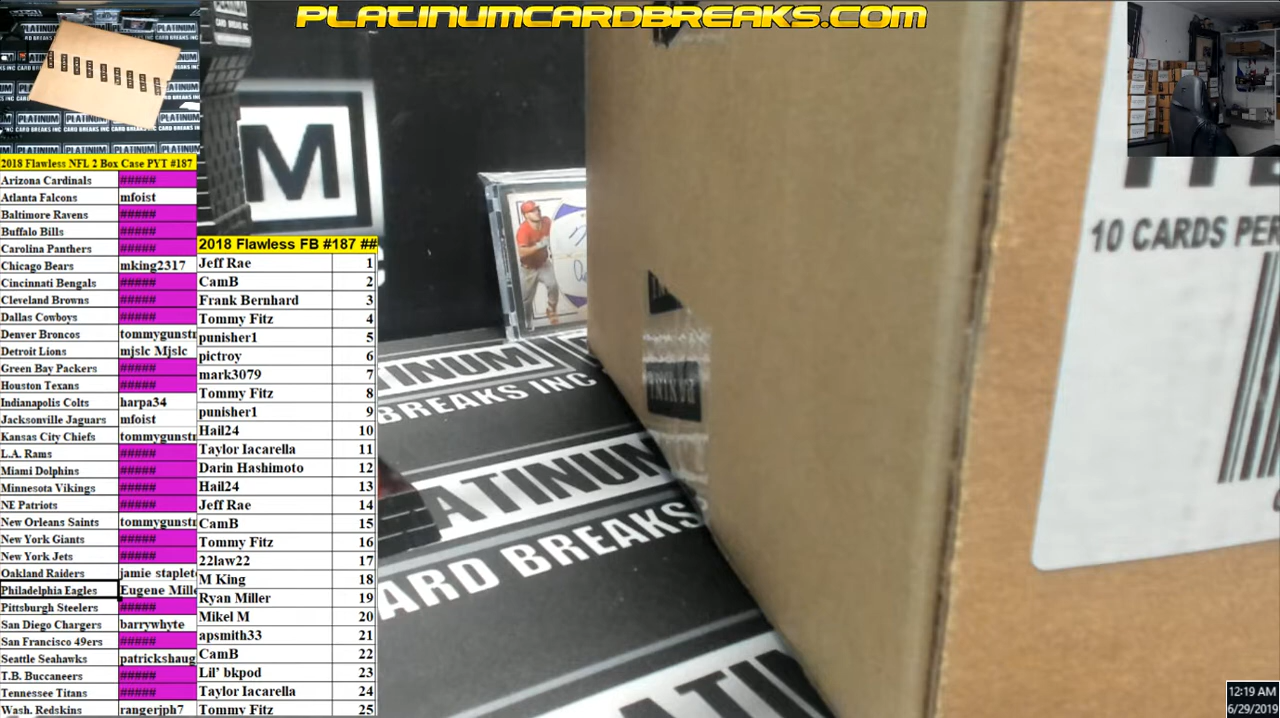 PLATINUMCARDBREAKS.COM
2018 Flawless NFL 2 Box Case PYT #187
Arizona Cardinals #####
Atlanta Falcons mfoist
Baltimore Ravens #####
Buffalo Bills #####
Carolina Panthers #####
Chicago Bears mking2317
Cincinnati Bengals #####
Cleveland Browns #####
Dallas Cowboys #####
Denver Broncos tommygunstr
Detroit Lions mjslc Mjslc
Green Bay Packers #####
Houston Texans #####
Indianapolis Colts harpa34
Jacksonville Jaguars mfoist
Kansas City Chiefs tommygunstr
L.A. Rams #####
Miami Dolphins #####
Minnesota Vikings #####
NE Patriots #####
New Orleans Saints tommygunstr
New York Giants #####
New York Jets #####
Oakland Raiders jamie staplet
Philadelphia Eagles Eugene Mille
Pittsburgh Steelers #####
San Diego Chargers barrywhyte
San Francisco 49ers #####
Seattle Seahawks patrickshaug
T.B. Buccaneers #####
Tennessee Titans #####
Wash. Redskins rangerjph7
2018 Flawless FB #187 ##
Jeff Rae 1
CamB 2
Frank Bernhard 3
Tommy Fitz 4
punisher1 5
pictroy 6
mark3079 7
Tommy Fitz 8
punisher1 9
Hail24 10
Taylor Iacarella 11
Darin Hashimoto 12
Hail24 13
Jeff Rae 14
CamB 15
Tommy Fitz 16
22law22 17
M King 18
Ryan Miller 19
Mikel M 20
apsmith33 21
CamB 22
Lil' bkpod 23
Taylor Iacarella 24
Tommy Fitz 25
M
TINUM
BREAKS INC
PANINI
ATINUM
ARD BREAKS
ATIN
10 CARDS PER
12:19 AM
6/29/2019